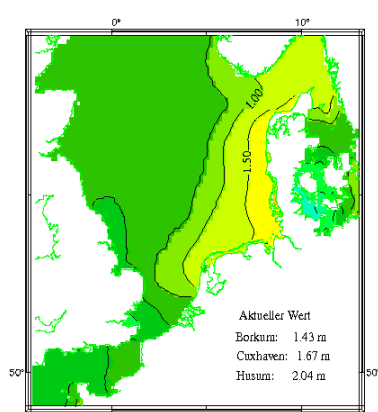 0° 10°
1.00
1.50
Aktueller Wert
Borkum: 1.43 m
Cuxhaven: 1.67 m
50° 50°
Husum: 2.04 m